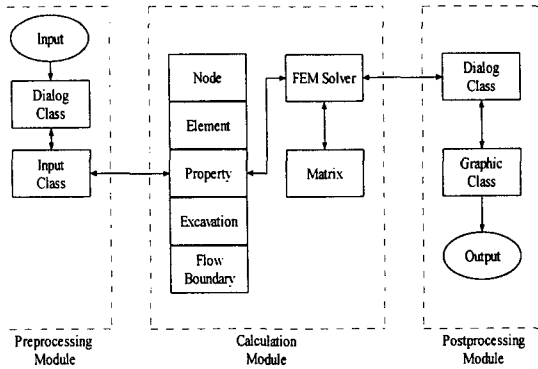 Input
Dialog
Class
Input
Class
Preprocessing
Module
Node
Element
Property
Excavation
Flow
Boundary
FEM Solver
Matrix
Calculation
Module
Dialog
Class
Graphic
Class
Output
Postprocessing
Module